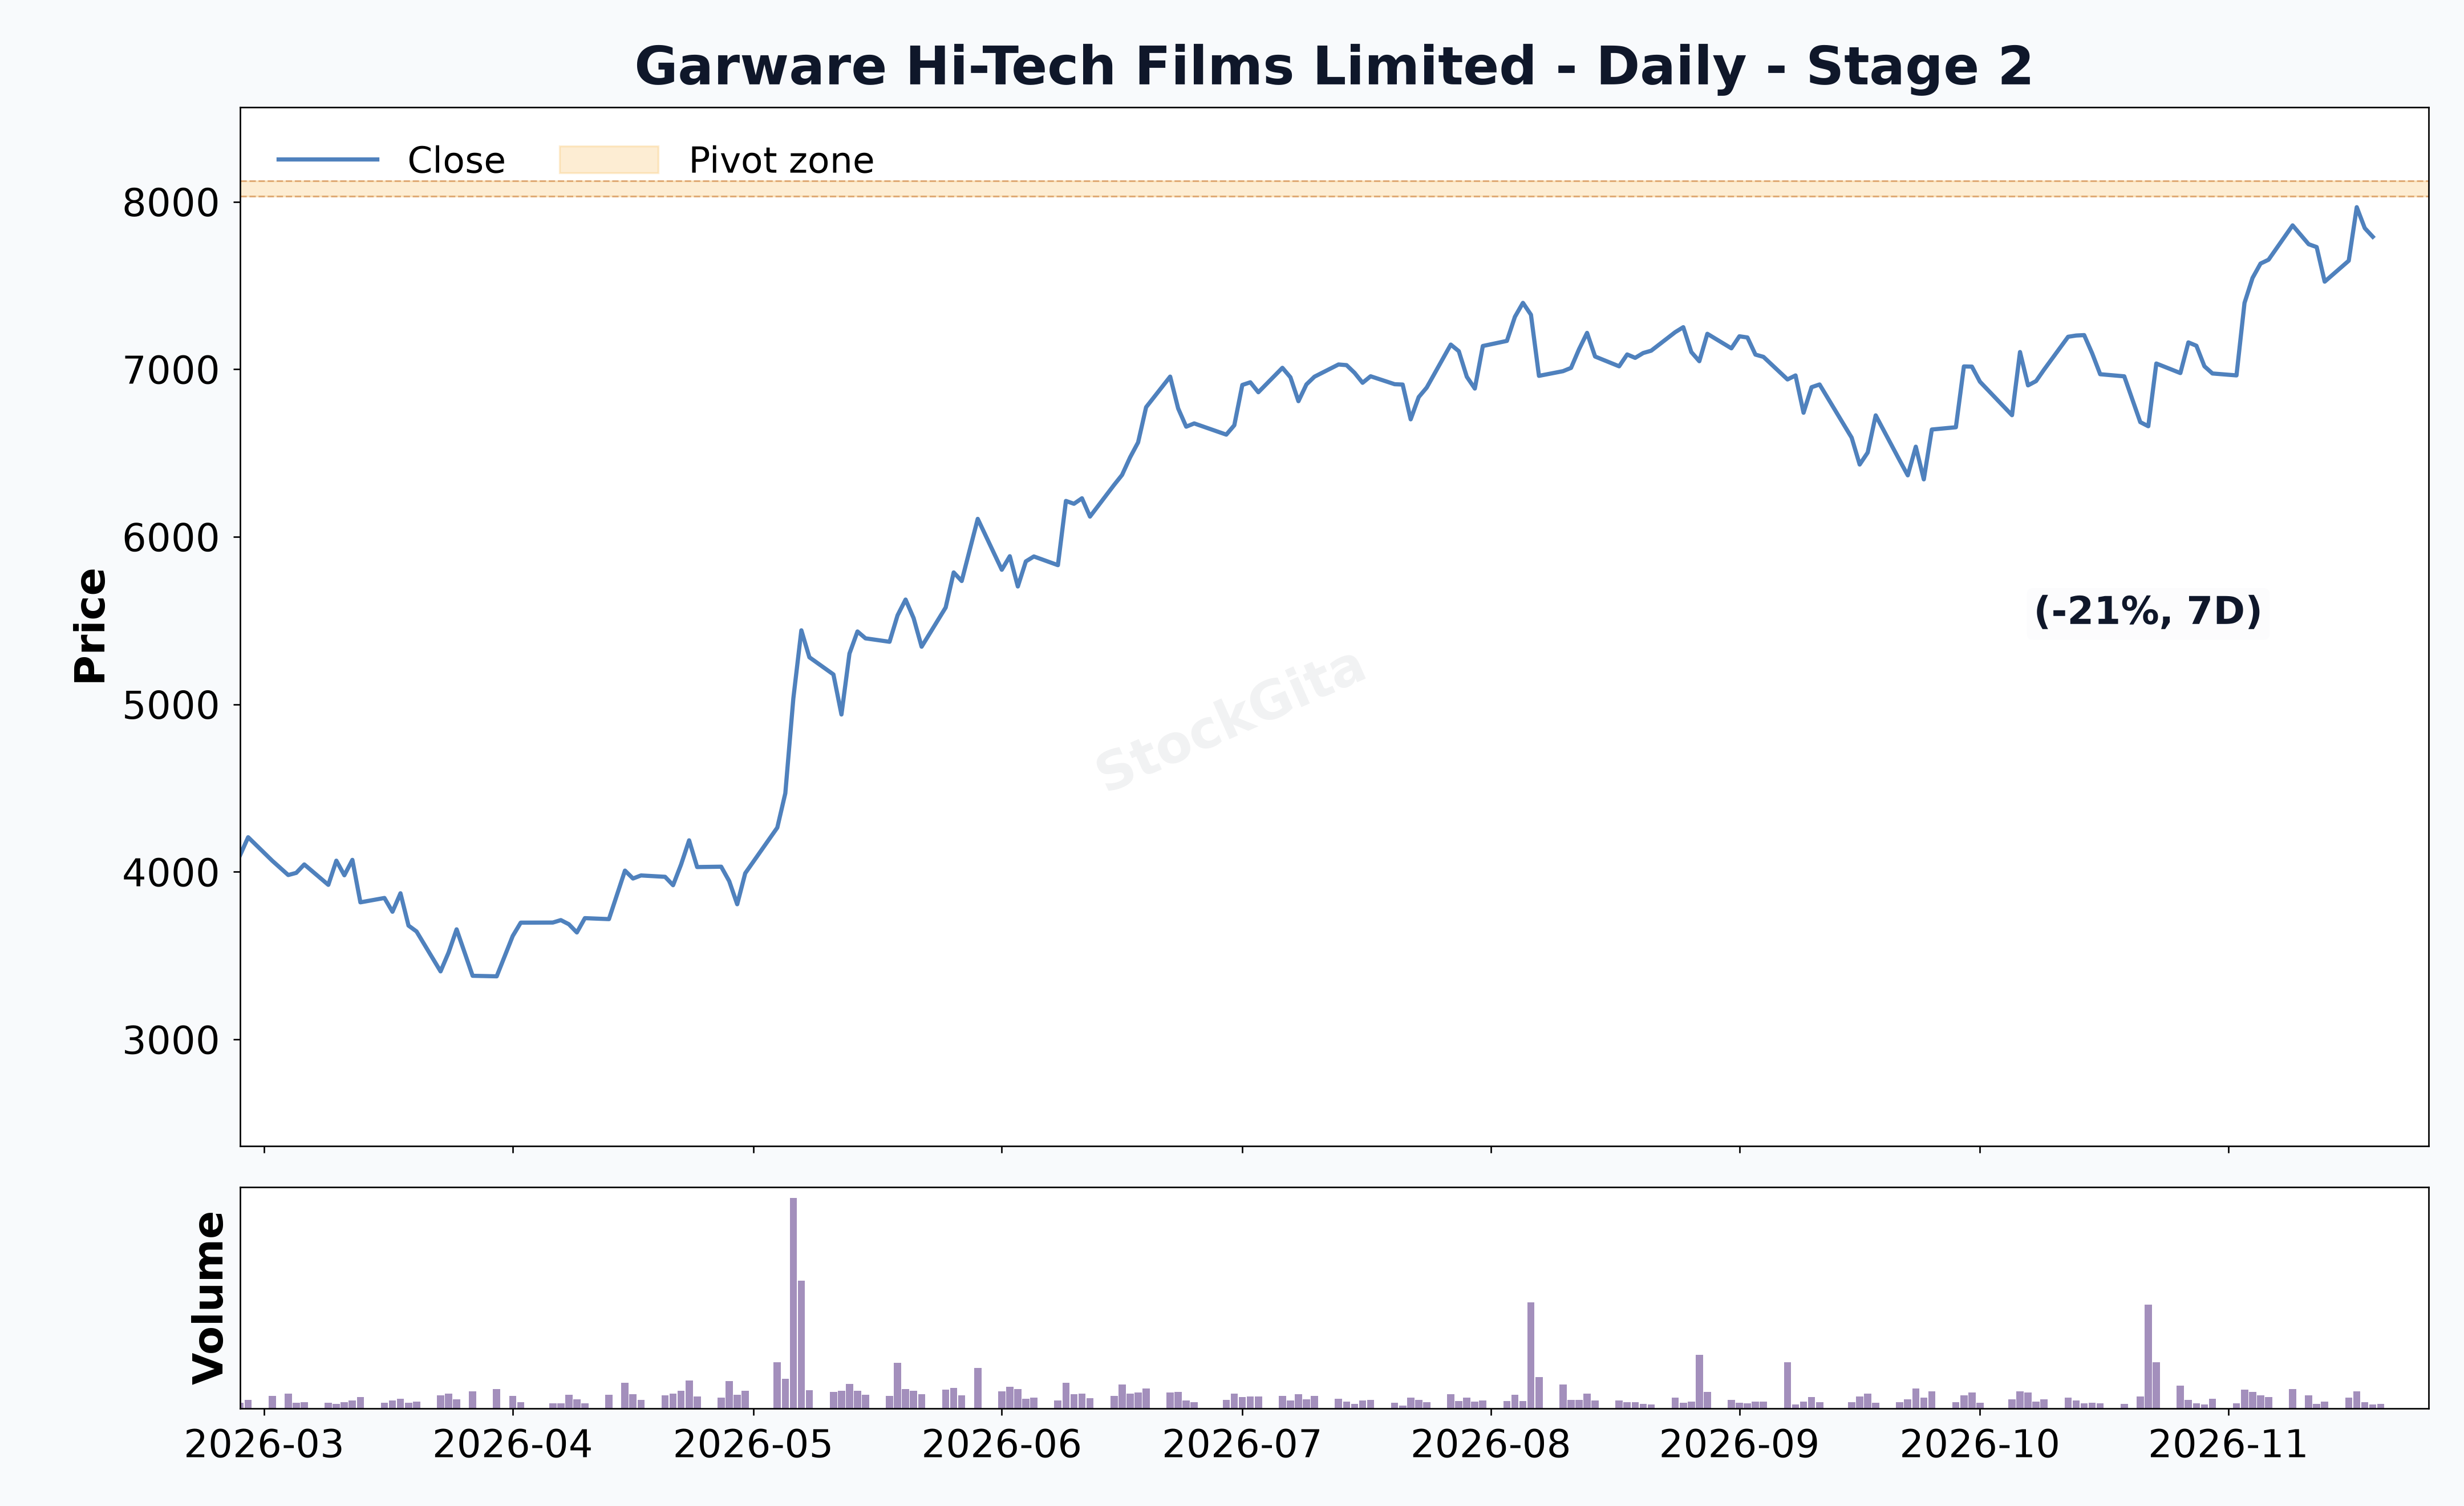 Garware Hi-Tech Films Limited - Daily - Stage 2
Close
Pivot zone
8000
7000
6000
5000
4000
3000
Price
(-21%, 7D)
StockGita
Volume
2026-03
2026-04
2026-05
2026-06
2026-07
2026-08
2026-09
2026-10
2026-11